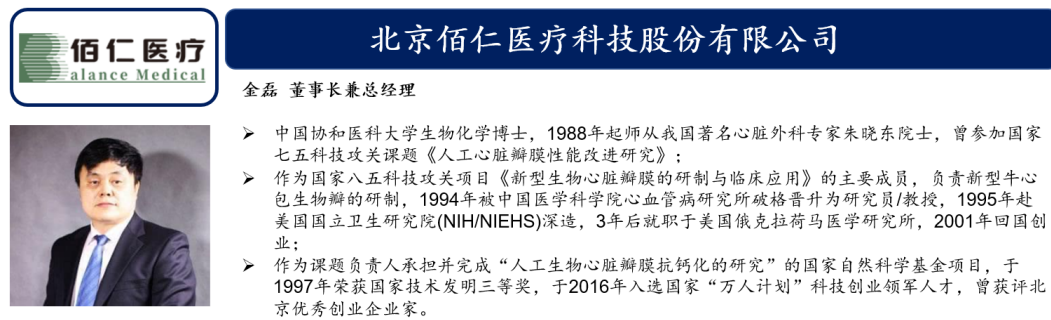 佰仁医疗
alance Medical
北京佰仁医疗科技股份有限公司
金磊 董事长兼总经理
➢ 中国协和医科大学生物化学博士，1988年起师从我国著名心脏外科专家朱晓东院士，曾参加国家
七五科技攻关课题《人工心脏瓣膜性能改进研究》；
➢ 作为国家八五科技攻关项目《新型生物心脏瓣膜的研制与临床应用》的主要成员，负责新型牛心
包生物瓣的研制，1994年被中国医学科学院心血管病研究所破格晋升为研究员/教授，1995年赴
美国国立卫生研究院(NIH/NIEHS)深造，3年后就职于美国俄克拉荷马医学研究所，2001年回国创
业；
➢ 作为课题负责人承担并完成“人工生物心脏瓣膜抗钙化的研究”的国家自然科学基金项目，于
1997年荣获国家技术发明三等奖，于2016年入选国家“万人计划”科技创业领军人才，曾获评北
京优秀创业企业家。